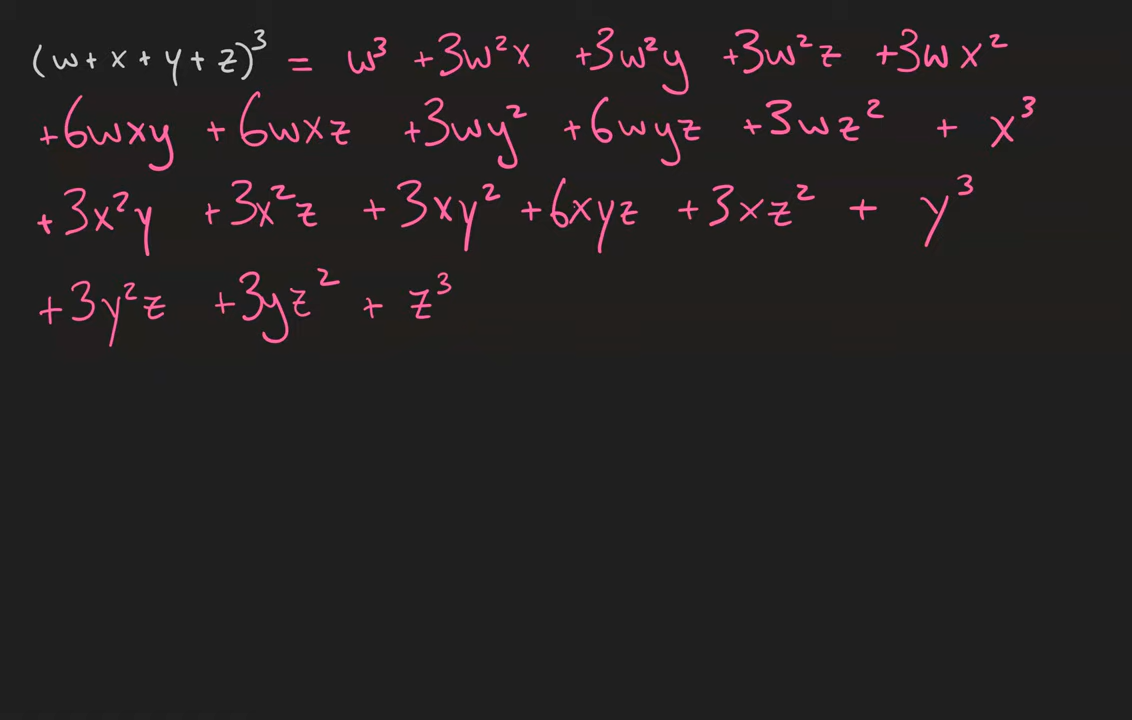 (w + x + y + z)³ = w³ +3w²x +3w²y +3w²z +3wx²
+6wxy +6wxz +3wy² +6wyz +3wz² + x³
+3x²y +3x²z +3xy² +6xyz +3xz² + y³
+3y²z +3yz² + z³